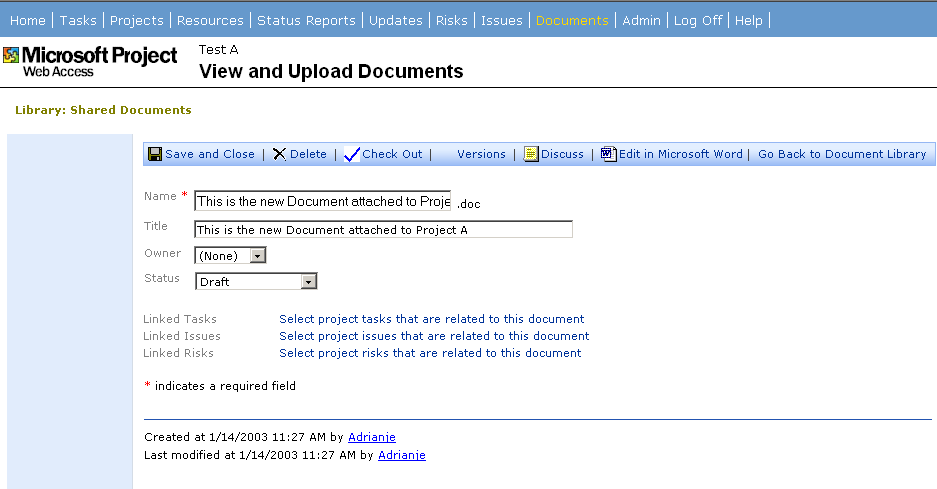 Home | Tasks | Projects | Resources | Status Reports | Updates | Risks | Issues | Documents | Admin | Log Off | Help |
Microsoft Project
Web Access
Test A
View and Upload Documents
Library: Shared Documents
Save and Close | Delete | Check Out | Versions | Discuss | Edit in Microsoft Word | Go Back to Document Library
Name * This is the new Document attached to Proje .doc
Title This is the new Document attached to Project A
Owner (None)
Status Draft
Linked Tasks Select project tasks that are related to this document
Linked Issues Select project issues that are related to this document
Linked Risks Select project risks that are related to this document
* indicates a required field
Created at 1/14/2003 11:27 AM by Adrianje
Last modified at 1/14/2003 11:27 AM by Adrianje